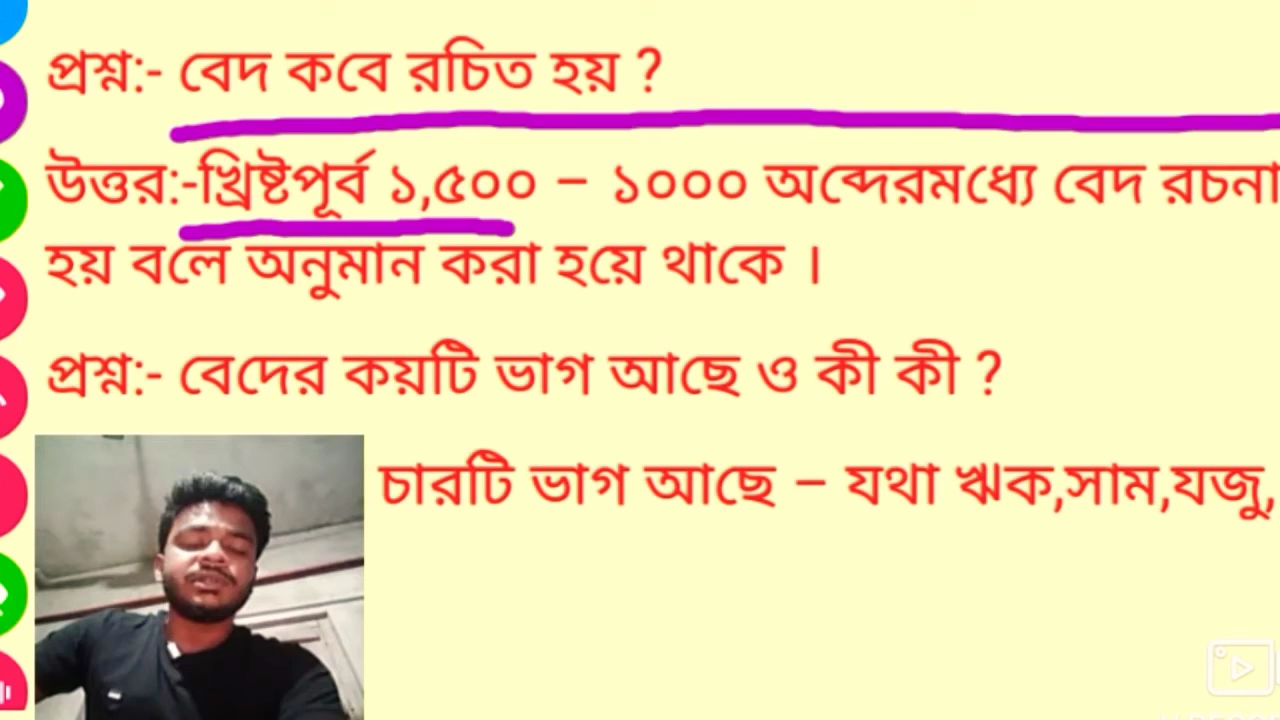 প্রশ্ন:- বেদ কবে রচিত হয় ?
উত্তর:-খ্রিষ্টপূর্ব ১,৫০০ – ১০০০ অব্দেরমধ্যে বেদ রচনা
হয় বলে অনুমান করা হয়ে থাকে ।
প্রশ্ন:- বেদের কয়টি ভাগ আছে ও কী কী ?
চারটি ভাগ আছে – যথা ঋক,সাম,যজু,